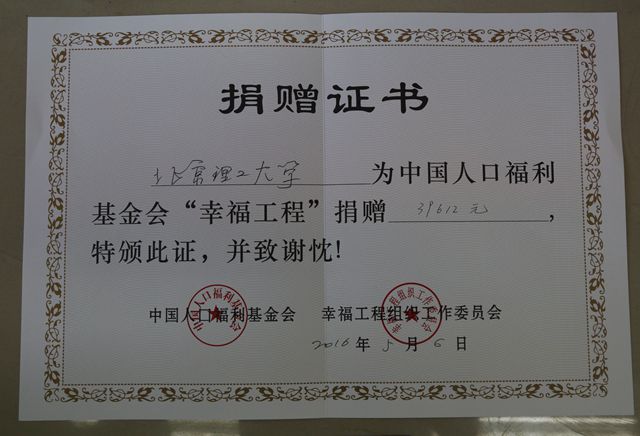 捐赠证书
北京理工大学为中国人口福利
基金会“幸福工程”捐赠39612元，
特颁此证，并致谢忱！
中国人口福利基金会 幸福工程组织工作委员会
2016年5月6日